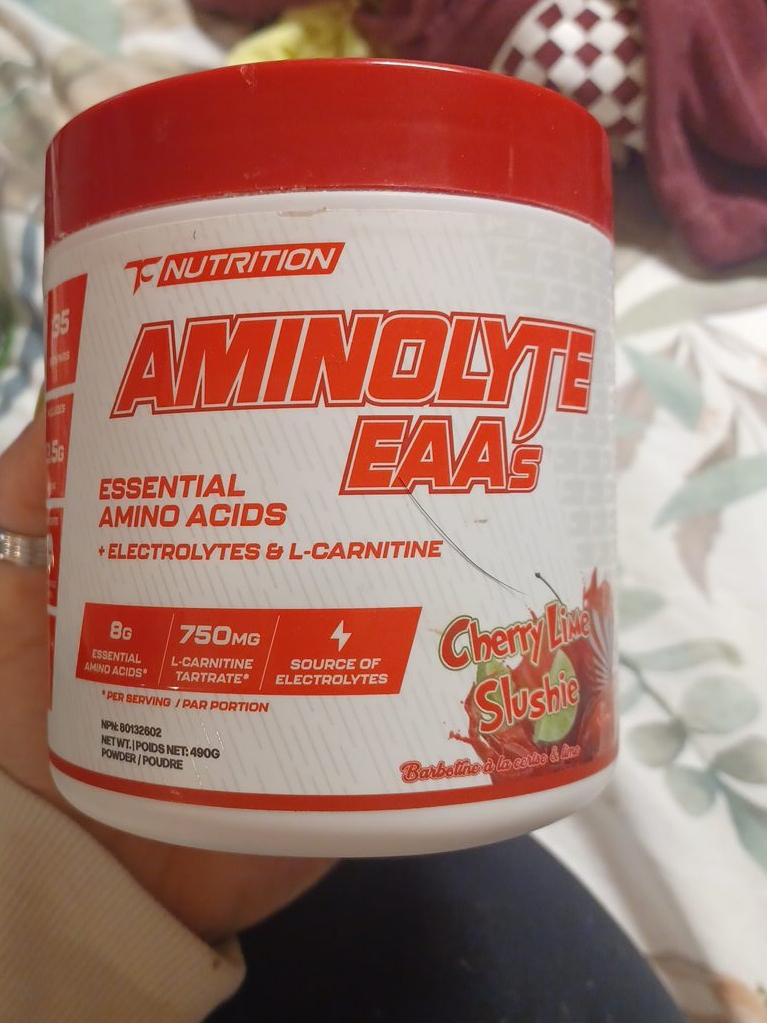 TC NUTRITION
AMINOLYTE
EAAs
ESSENTIAL
AMINO ACIDS
+ ELECTROLYTES & L-CARNITINE
8G
ESSENTIAL
AMINO ACIDS*
750MG
L-CARNITINE
TARTRATE*
SOURCE OF
ELECTROLYTES
* PER SERVING / PAR PORTION
NPN: 80132602
NET WT. | POIDS NET: 490G
POWDER / POUDRE
Cherry Lime
Slushie
Barbotine à la cerise & lime